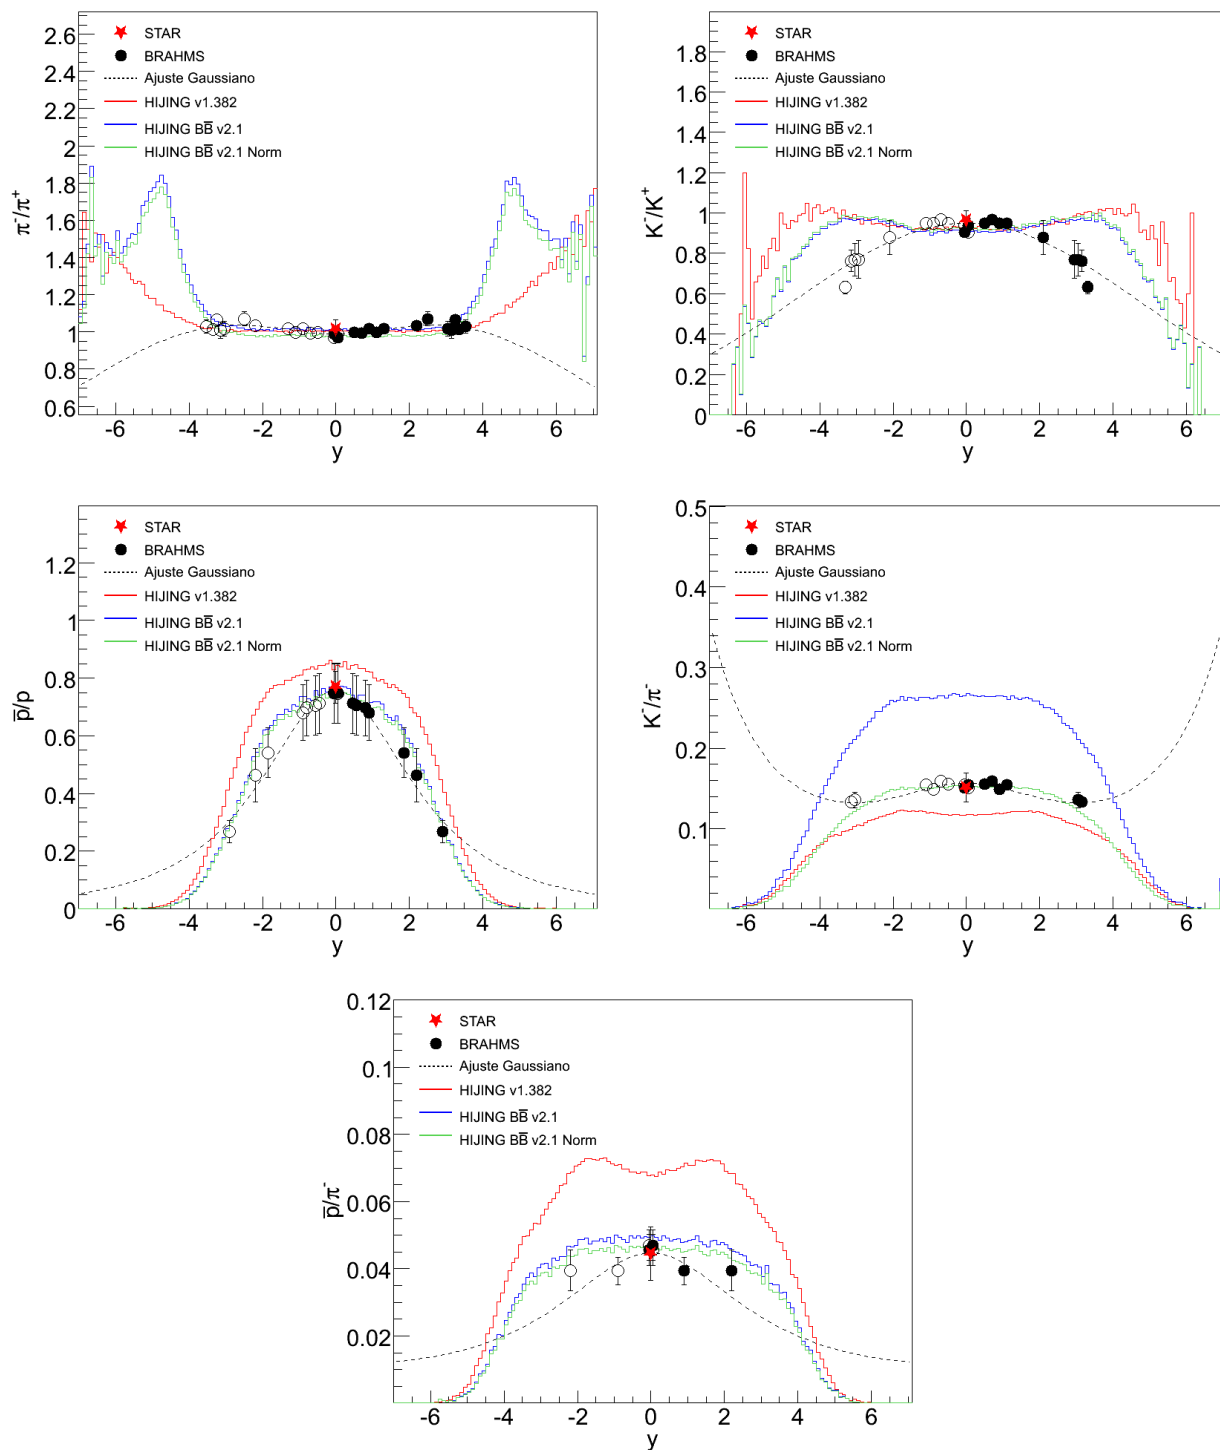 π⁻/π⁺
2.6
2.4
2.2
2
1.8
1.6
1.4
1.2
1
0.8
0.6
STAR
BRAHMS
Ajuste Gaussiano
HIJING v1.382
HIJING BB̅ v2.1
HIJING BB̅ v2.1 Norm
-6 -4 -2 0 2 4 6
y
K⁻/K⁺
1.8
1.6
1.4
1.2
1
0.8
0.6
0.4
0.2
0
STAR
BRAHMS
Ajuste Gaussiano
HIJING v1.382
HIJING BB̅ v2.1
HIJING BB̅ v2.1 Norm
-6 -4 -2 0 2 4 6
y
p̅/p
1.2
1
0.8
0.6
0.4
0.2
0
STAR
BRAHMS
Ajuste Gaussiano
HIJING v1.382
HIJING BB̅ v2.1
HIJING BB̅ v2.1 Norm
-6 -4 -2 0 2 4 6
y
K⁻/π⁻
0.5
0.4
0.3
0.2
0.1
STAR
BRAHMS
Ajuste Gaussiano
HIJING v1.382
HIJING BB̅ v2.1
HIJING BB̅ v2.1 Norm
-6 -4 -2 0 2 4 6
y
p̅/π⁻
0.12
0.1
0.08
0.06
0.04
0.02
STAR
BRAHMS
Ajuste Gaussiano
HIJING v1.382
HIJING BB̅ v2.1
HIJING BB̅ v2.1 Norm
-6 -4 -2 0 2 4 6
y